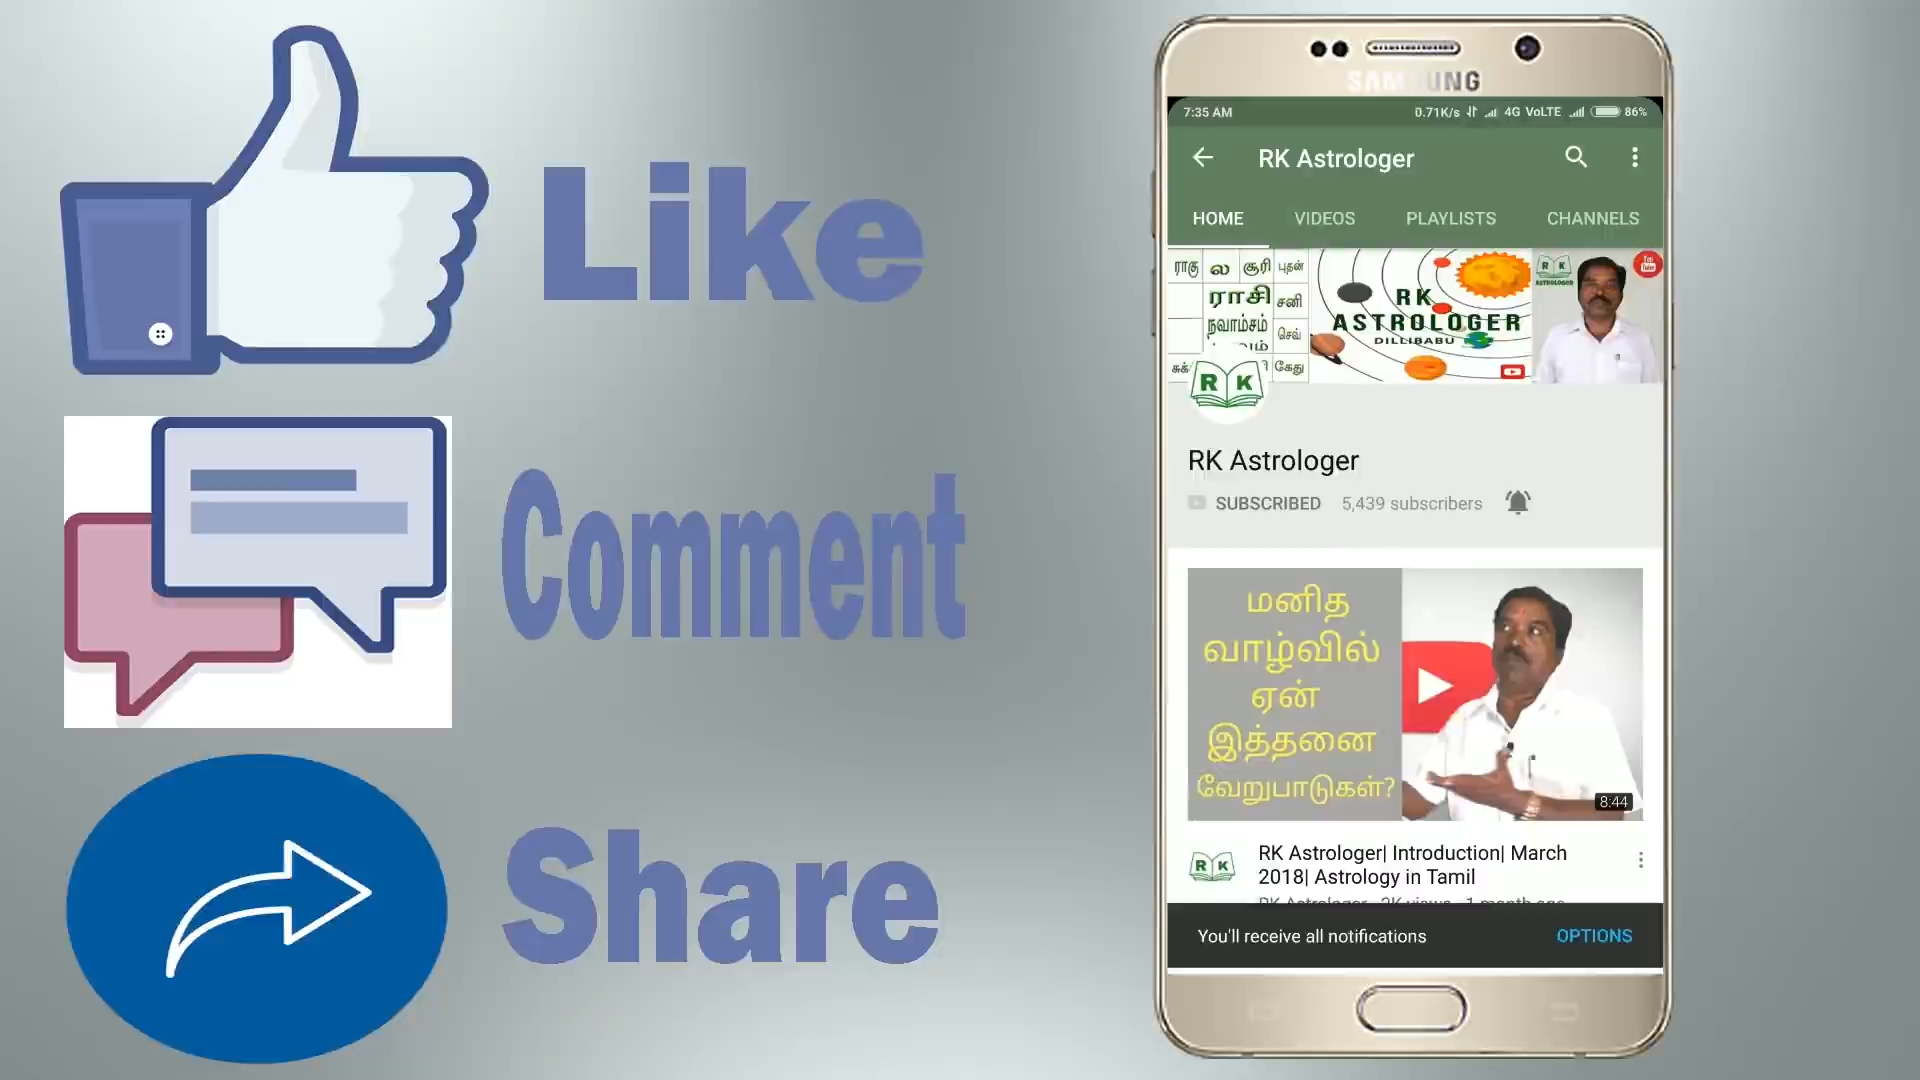 Like
Comment
Share
SAMSUNG
7:35 AM 0.71K/s 4G VoLTE 86%
RK Astrologer
HOME VIDEOS PLAYLISTS CHANNELS
ராகு ல சூரி புதன்
ராசி சனி
நவாம்சம் செவ்
கேது
RK
ASTROLOGER
DILLIBABU
R K
ASTROLOGER
R K
RK Astrologer
SUBSCRIBED 5,439 subscribers
மனித
வாழ்வில்
ஏன்
இத்தனை
வேறுபாடுகள்?
8:44
R K
RK Astrologer| Introduction| March
2018| Astrology in Tamil
You'll receive all notifications OPTIONS